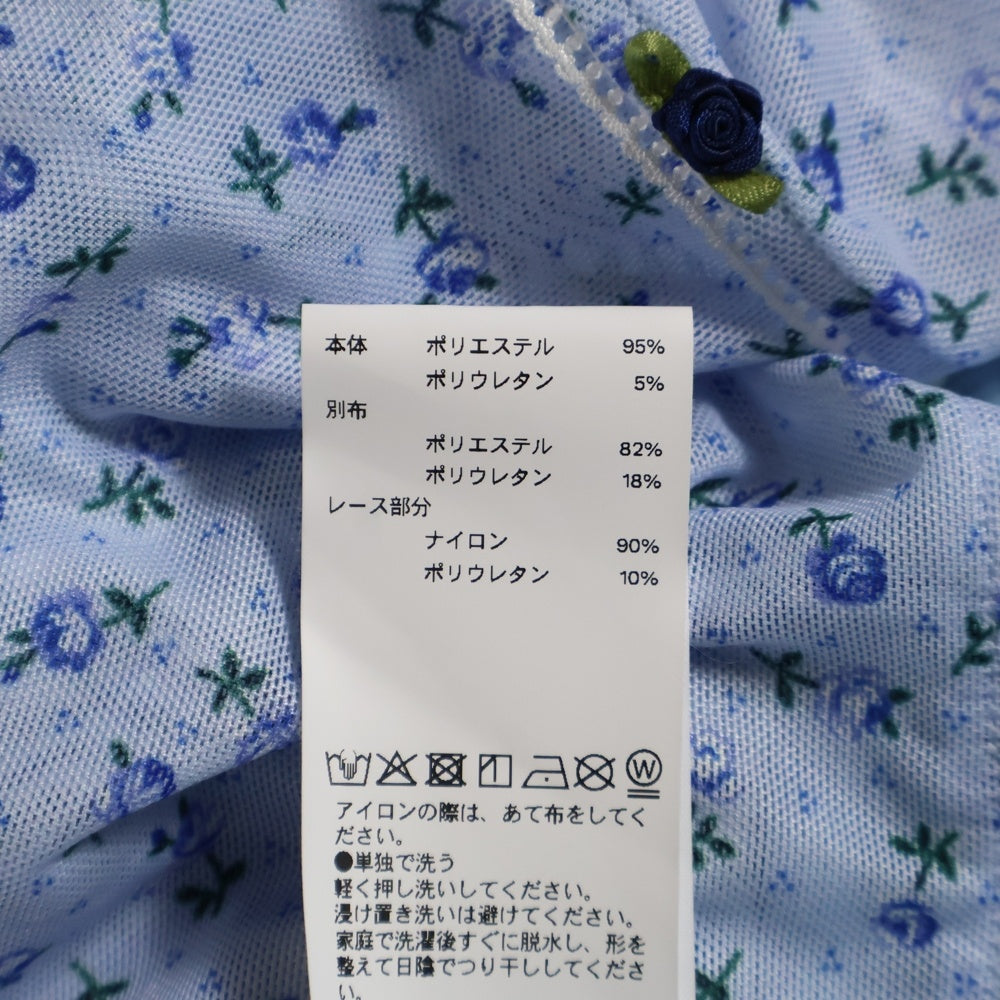 本体 ポリエステル 95%
ポリウレタン 5%
別布
ポリエステル 82%
ポリウレタン 18%
レース部分
ナイロン 90%
ポリウレタン 10%
W
アイロンの際は、あて布をしてく
ださい。
●単独で洗う
軽く押し洗いしてください。
浸け置き洗いは避けてください。
家庭で洗濯後すぐに脱水し、形を
整えて日陰でつり干ししてくださ
い。